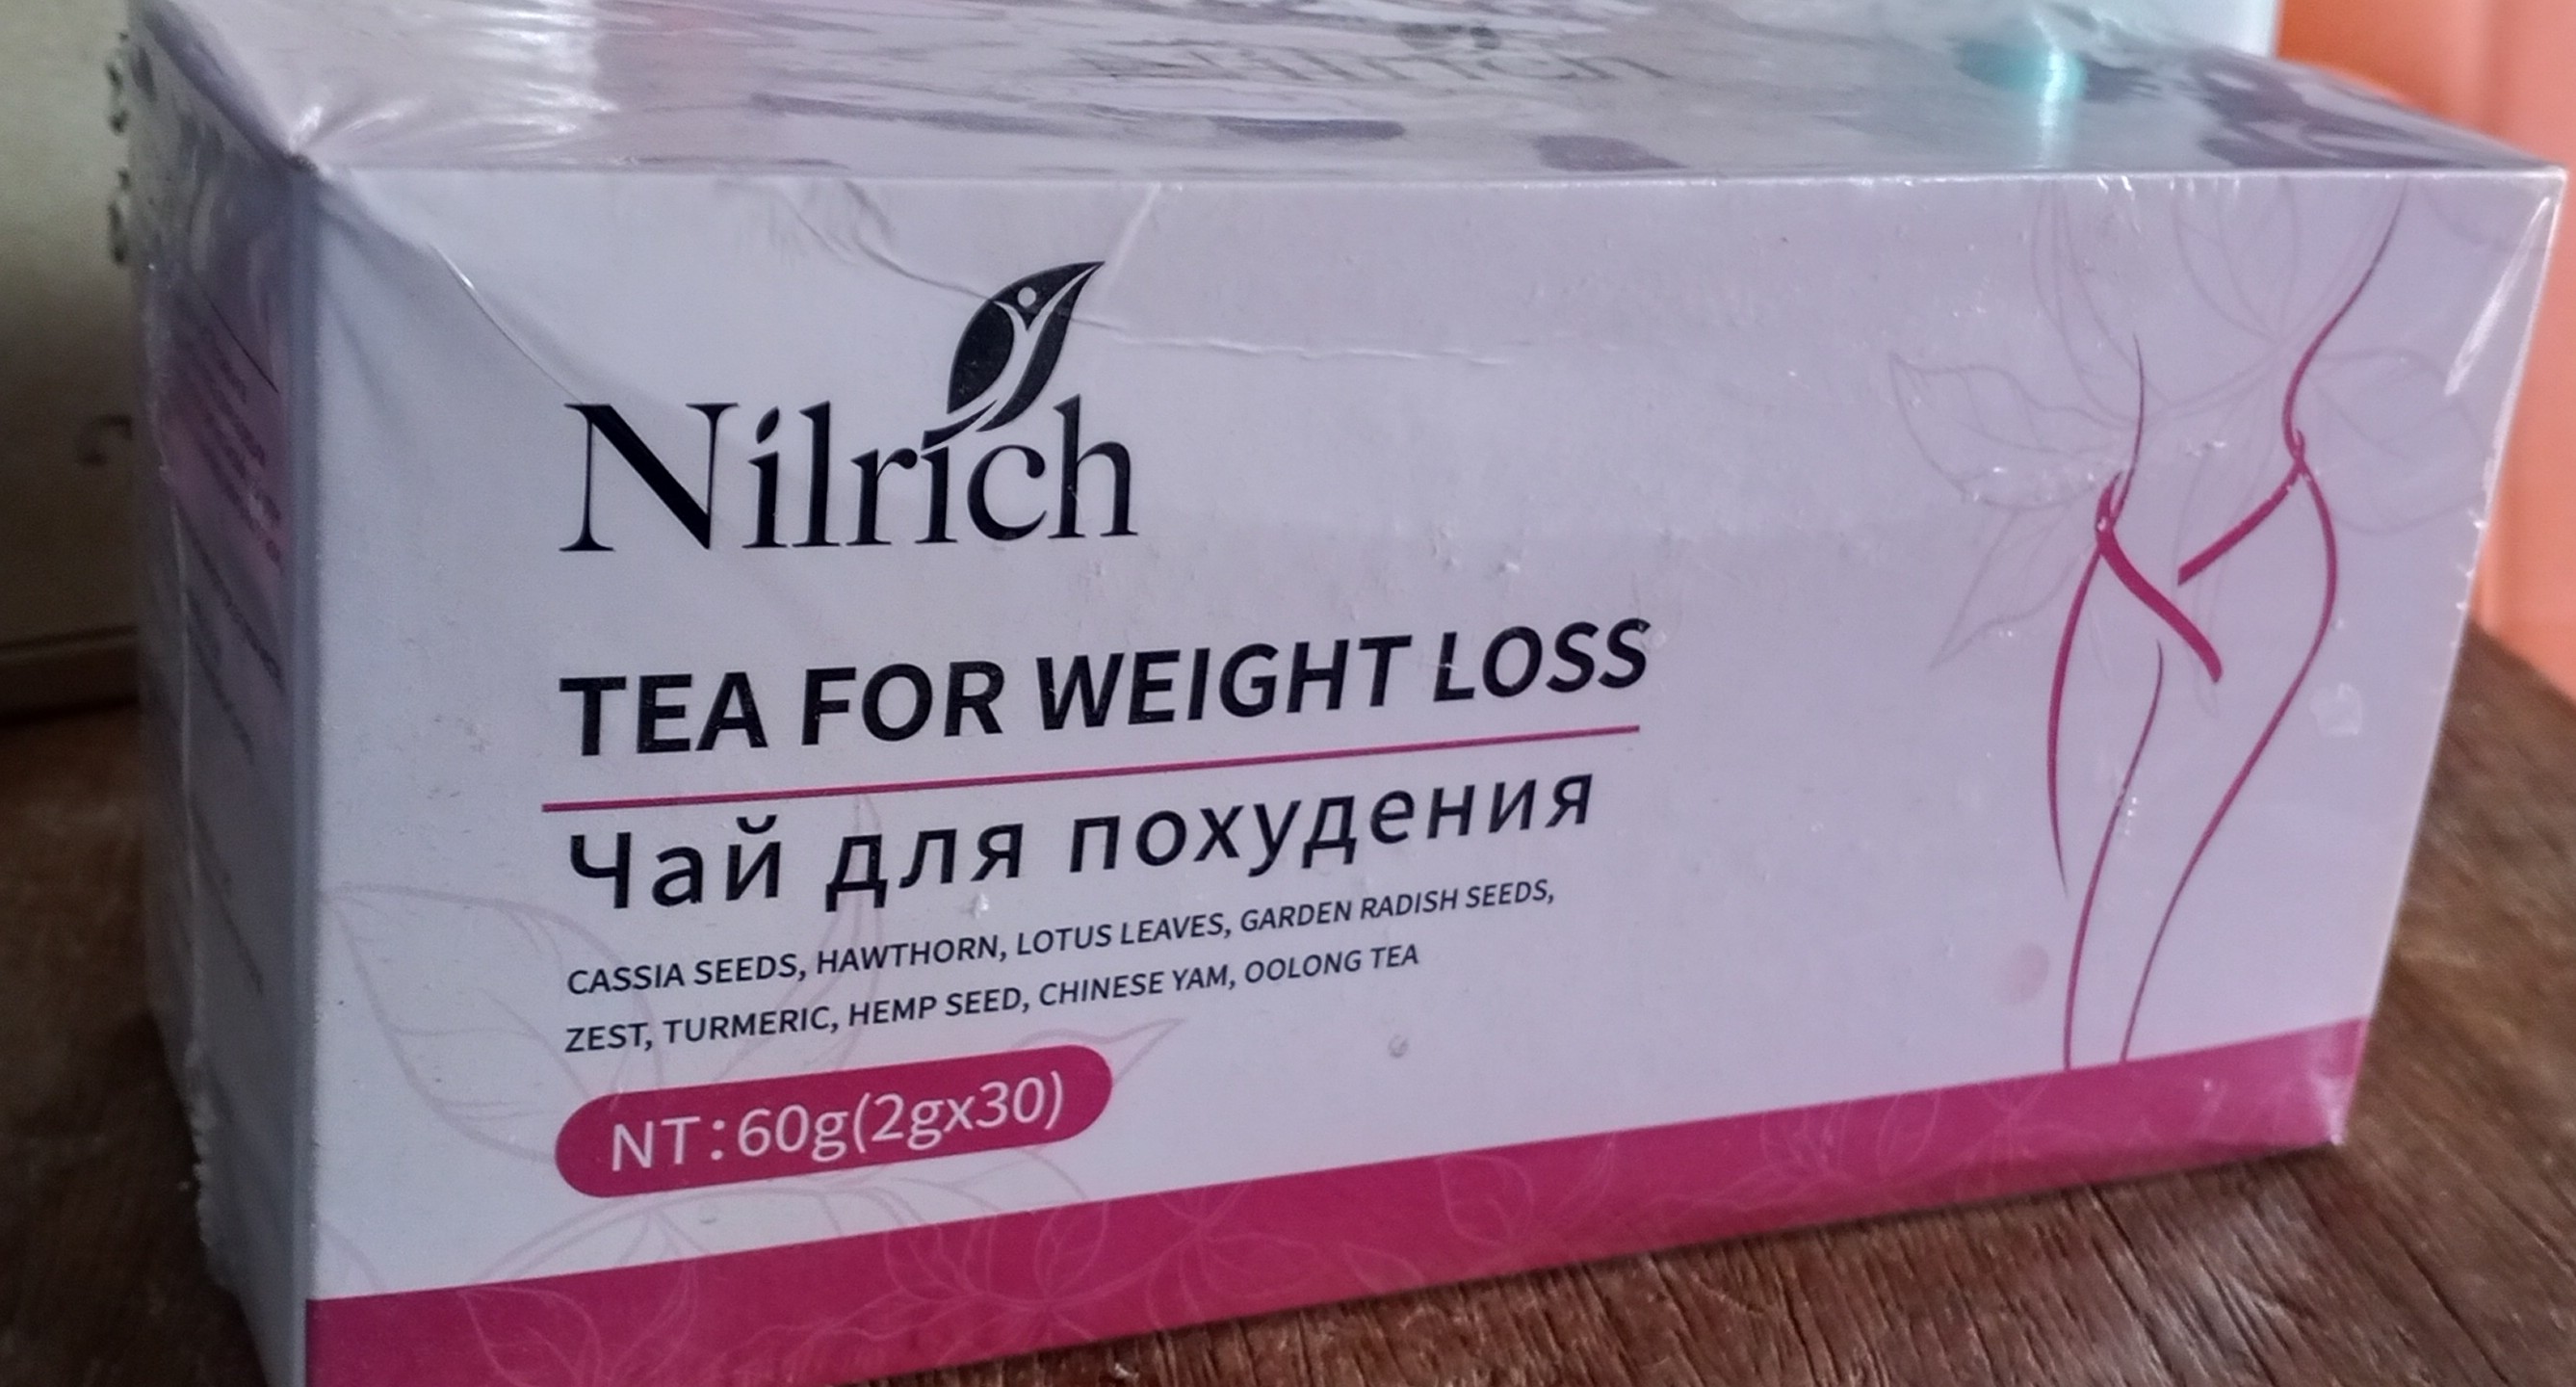 Nilrich
Nilrich
TEA FOR WEIGHT LOSS
Чай для похудения
CASSIA SEEDS, HAWTHORN, LOTUS LEAVES, GARDEN RADISH SEEDS,
ZEST, TURMERIC, HEMP SEED, CHINESE YAM, OOLONG TEA
NT:60g(2gx30)